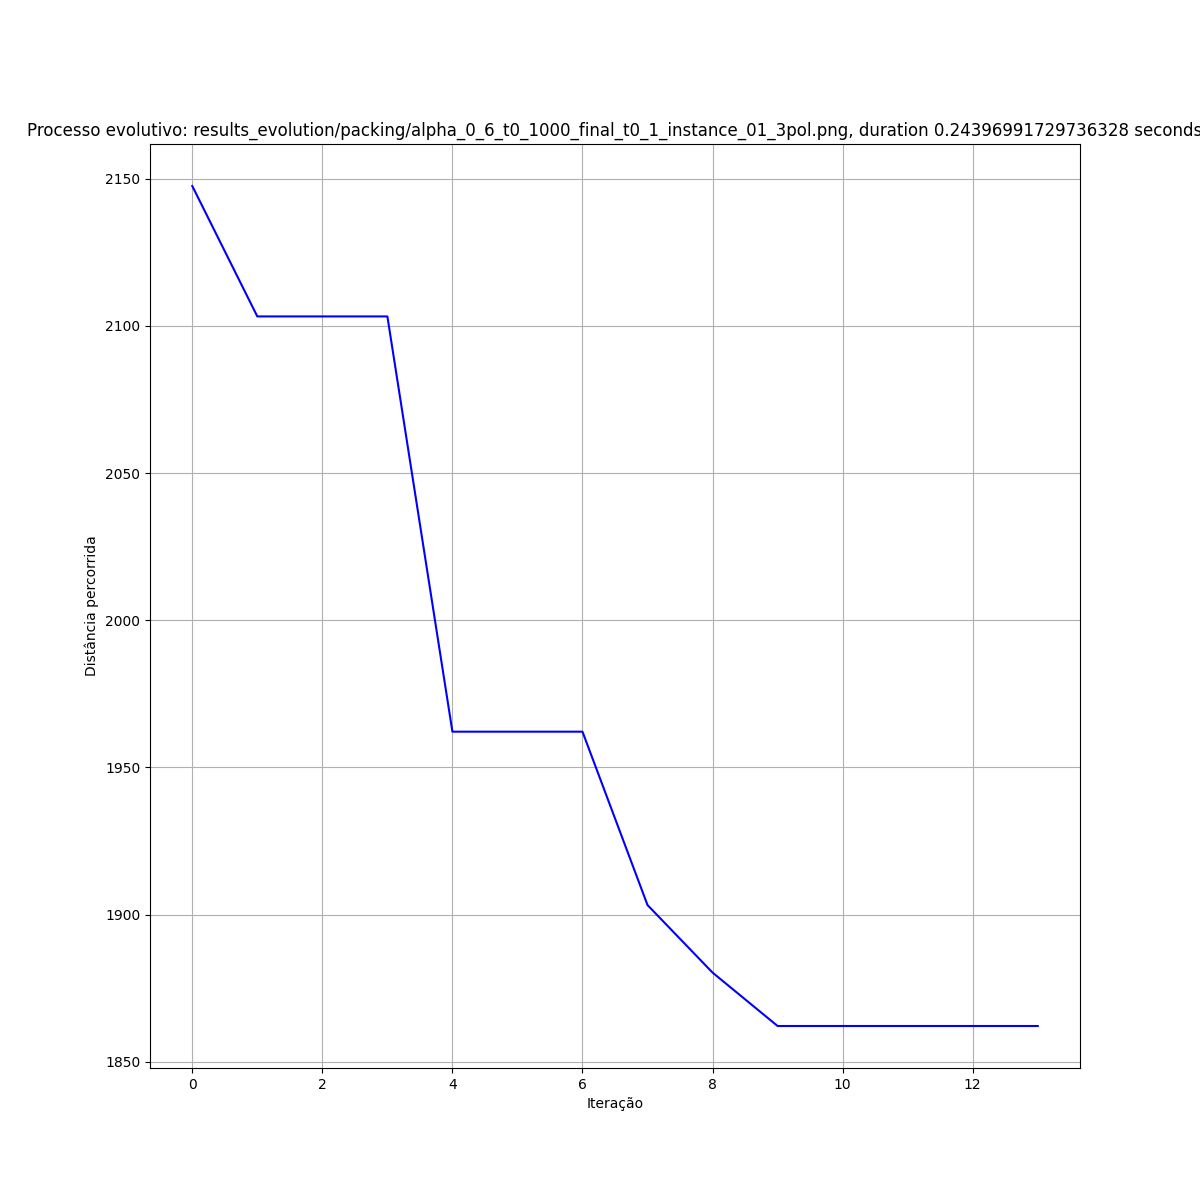 Processo evolutivo: results_evolution/packing/alpha_0_6_t0_1000_final_t0_1_instance_01_3pol.png, duration 0.24396991729736328 seconds
2150
2100
2050
2000
1950
1900
1850
Distância percorrida
0 2 4 6 8 10 12
Iteração